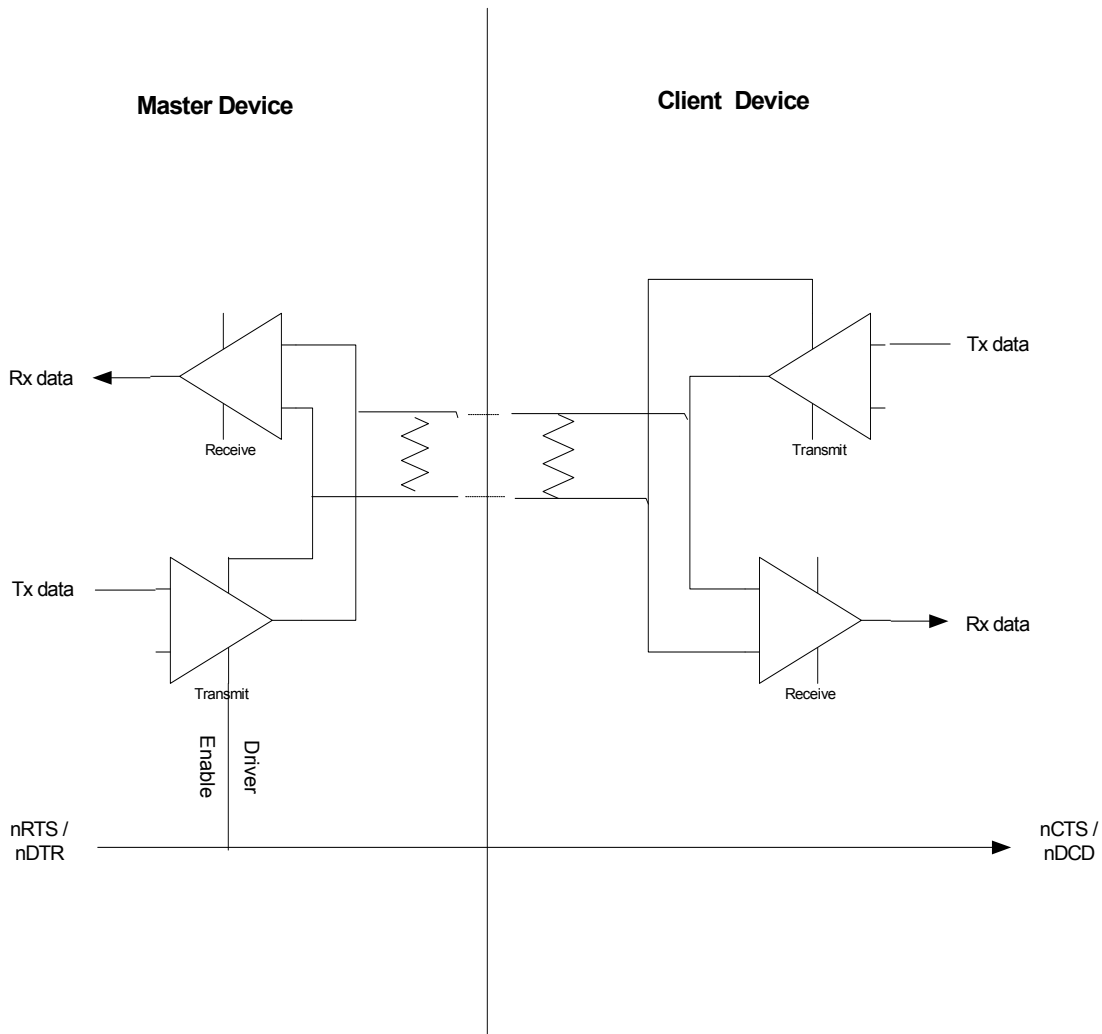 Master Device
Client Device
Rx data
Receive
Tx data
Transmit
Tx data
Transmit
Rx data
Receive
Driver
Enable
nRTS /
nDTR
nCTS /
nDCD